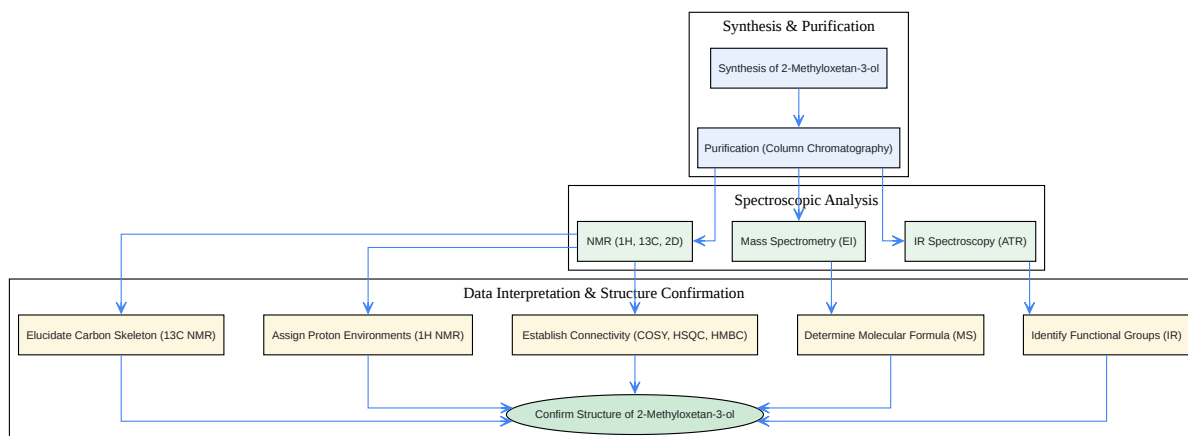 Synthesis & Purification
Synthesis of 2-Methyloxetan-3-ol
Purification (Column Chromatography)
Spectroscopic Analysis
NMR (1H, 13C, 2D)
Mass Spectrometry (EI)
IR Spectroscopy (ATR)
Data Interpretation & Structure Confirmation
Elucidate Carbon Skeleton (13C NMR)
Assign Proton Environments (1H NMR)
Establish Connectivity (COSY, HSQC, HMBC)
Determine Molecular Formula (MS)
Identify Functional Groups (IR)
Confirm Structure of 2-Methyloxetan-3-ol